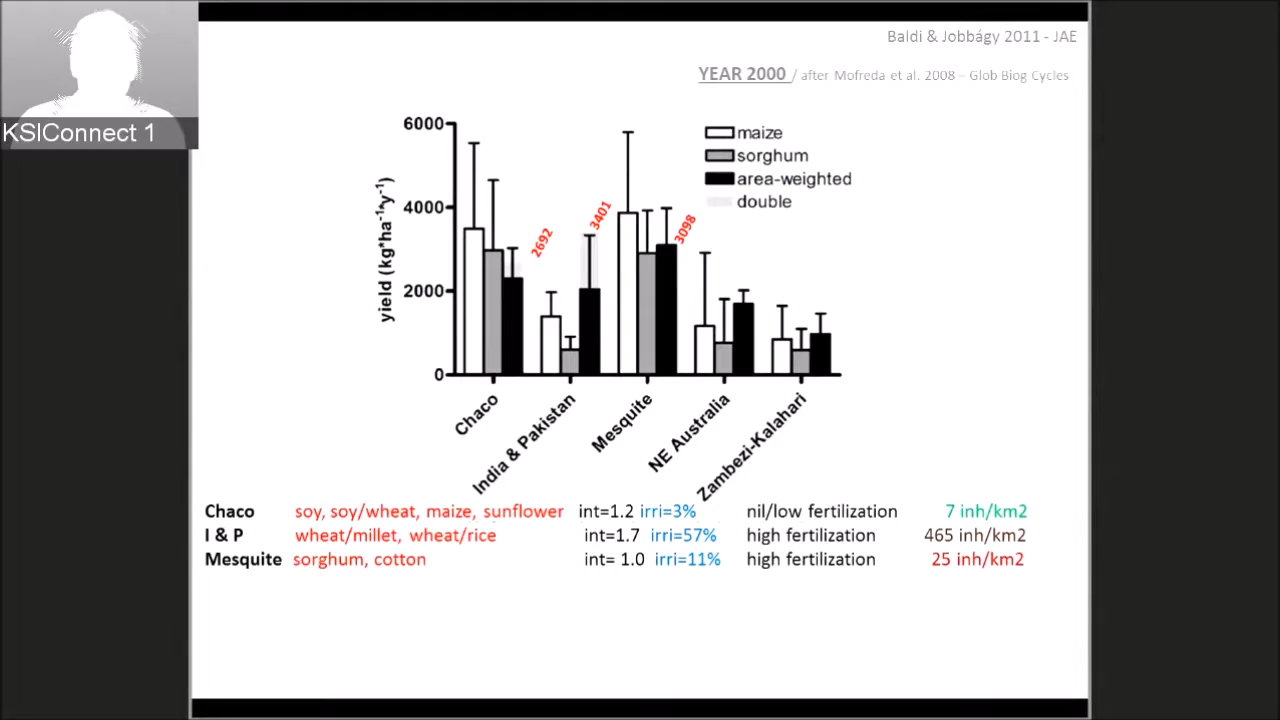 KSIConnect 1
Baldi & Jobbágy 2011 - JAE
YEAR 2000 / after Mofreda et al. 2008 – Glob Biog Cycles
yield (kg*ha⁻¹*y⁻¹)
6000
4000
2000
0
maize
sorghum
area-weighted
double
2692
3401
3098
Chaco
India & Pakistan
Mesquite
NE Australia
Zambezi-Kalahari
Chaco soy, soy/wheat, maize, sunflower int=1.2 irri=3% nil/low fertilization 7 inh/km2
I & P wheat/millet, wheat/rice int=1.7 irri=57% high fertilization 465 inh/km2
Mesquite sorghum, cotton int= 1.0 irri=11% high fertilization 25 inh/km2